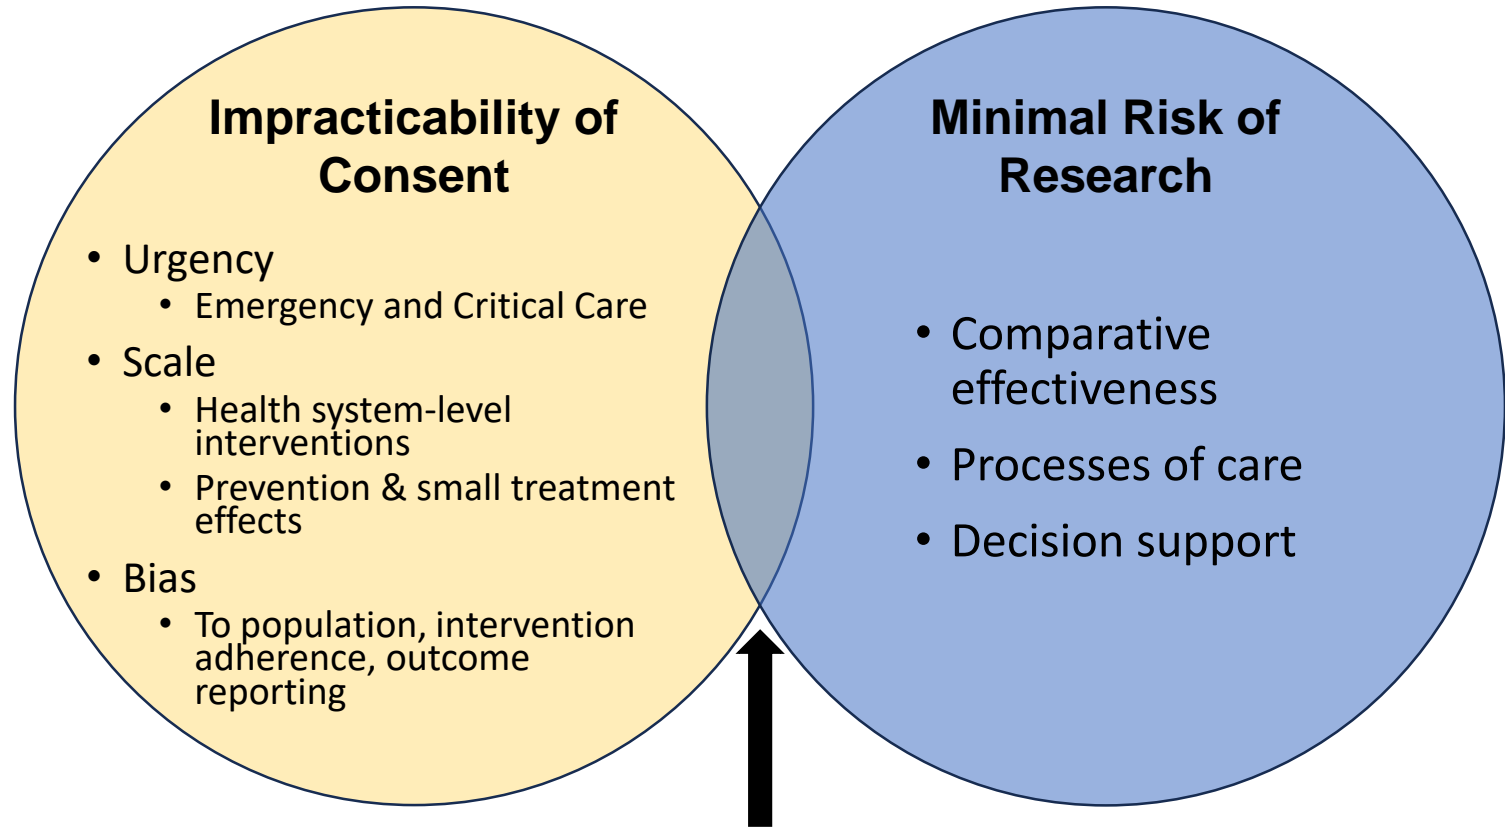 Impracticability of
Consent
• Urgency
• Emergency and Critical Care
• Scale
• Health system-level
interventions
• Prevention & small treatment
effects
• Bias
• To population, intervention
adherence, outcome
reporting
Minimal Risk of
Research
• Comparative
effectiveness
• Processes of care
• Decision support